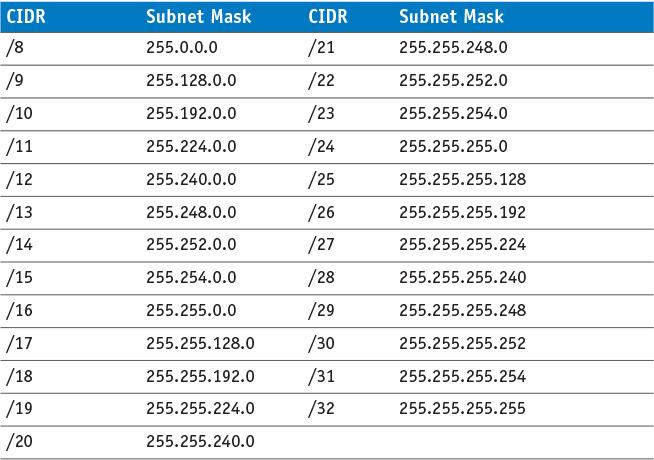 CIDR Subnet Mask CIDR Subnet Mask
/8 255.0.0.0 /21 255.255.248.0
/9 255.128.0.0 /22 255.255.252.0
/10 255.192.0.0 /23 255.255.254.0
/11 255.224.0.0 /24 255.255.255.0
/12 255.240.0.0 /25 255.255.255.128
/13 255.248.0.0 /26 255.255.255.192
/14 255.252.0.0 /27 255.255.255.224
/15 255.254.0.0 /28 255.255.255.240
/16 255.255.0.0 /29 255.255.255.248
/17 255.255.128.0 /30 255.255.255.252
/18 255.255.192.0 /31 255.255.255.254
/19 255.255.224.0 /32 255.255.255.255
/20 255.255.240.0